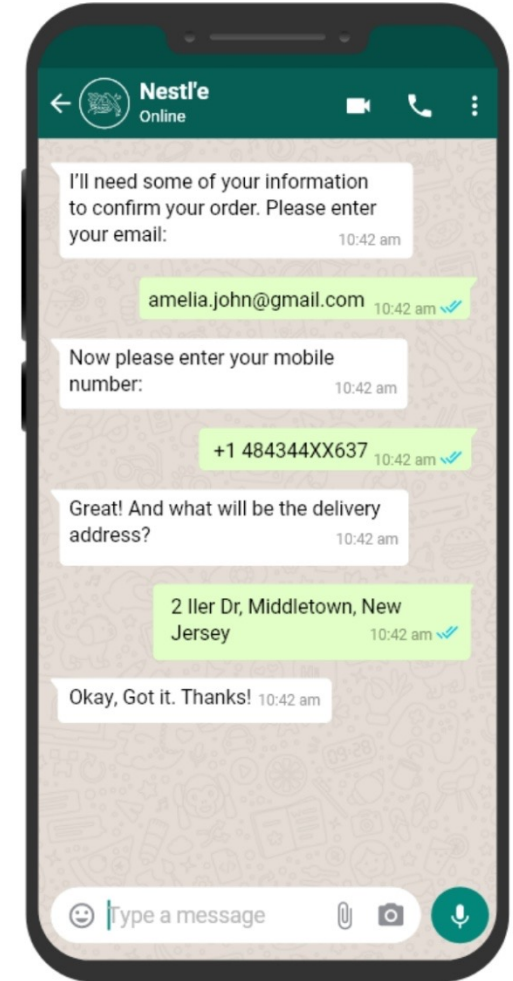 Nestl'e
Online
I'll need some of your information
to confirm your order. Please enter
your email:
10:42 am
amelia.john@gmail.com 10:42 am
Now please enter your mobile
number:
10:42 am
+1 484344XX637 10:42 am
Great! And what will be the delivery
address?
10:42 am
2 Iler Dr, Middletown, New
Jersey
10:42 am
Okay, Got it. Thanks! 10:42 am
09:28
Type a message